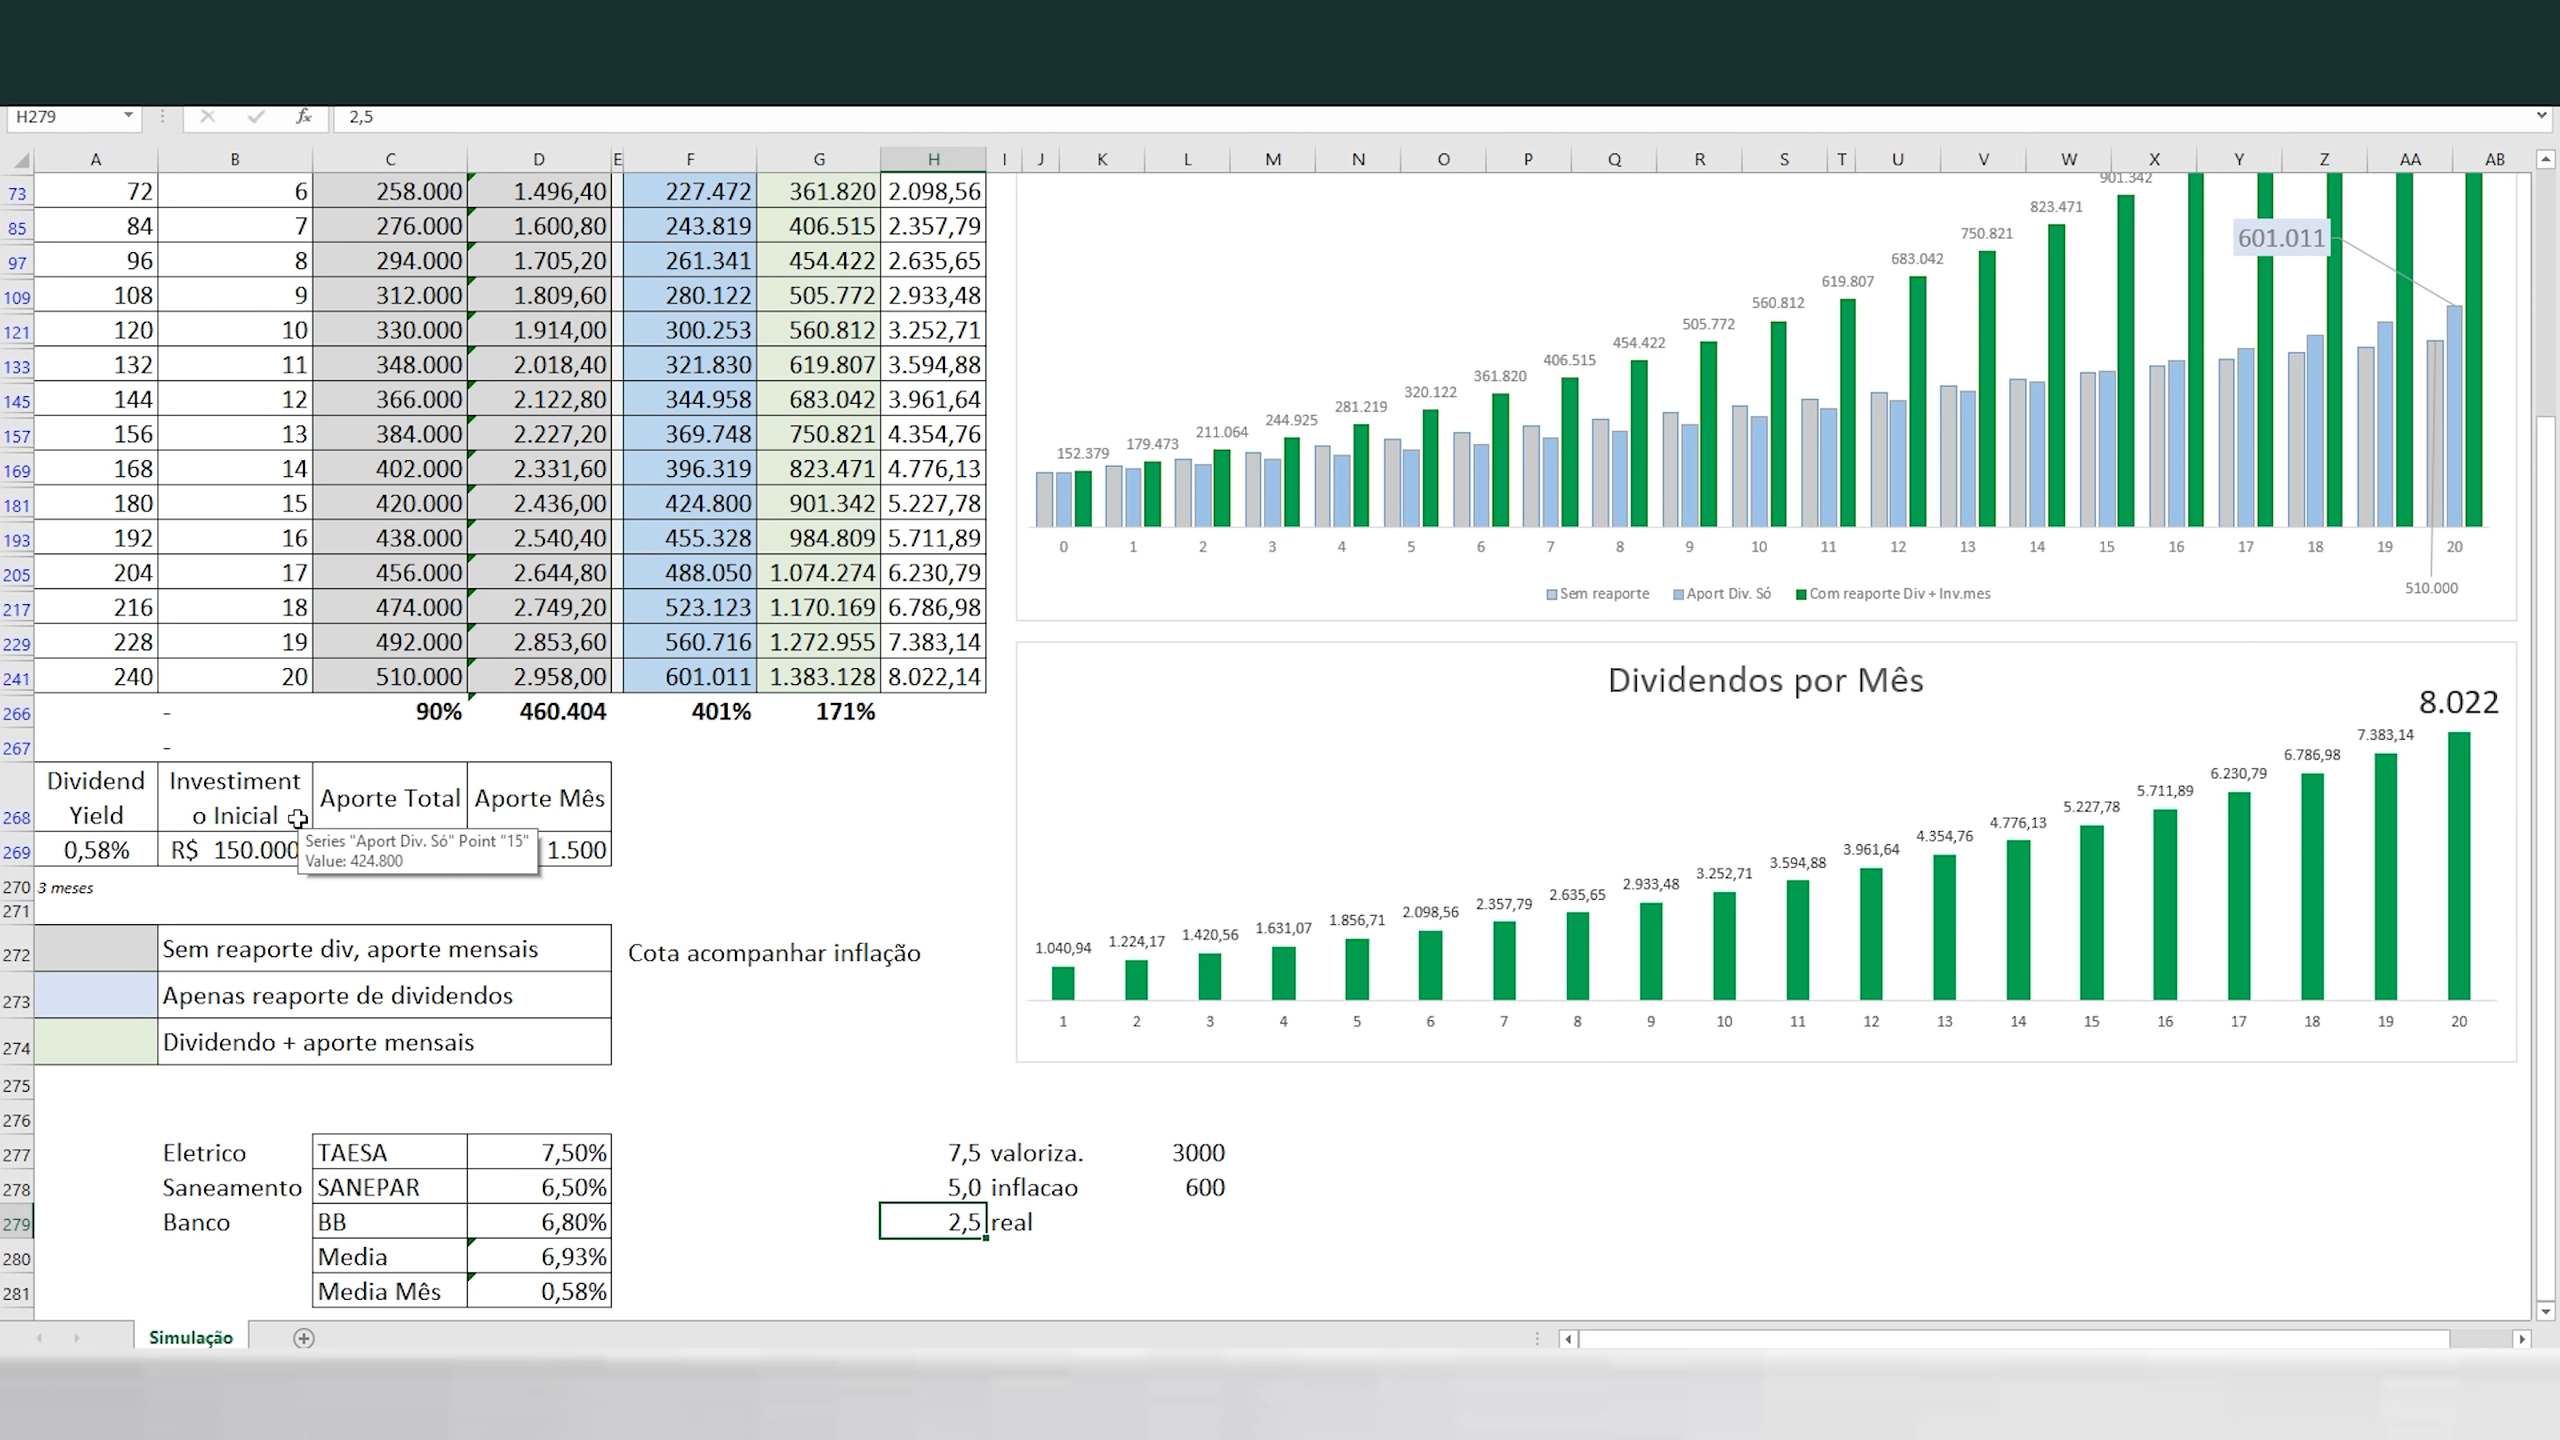 H279 fx 2,5
A B C D E F G H I J K L M N O P Q R S T U V W X Y Z AA AB
73 72 6 258.000 1.496,40 227.472 361.820 2.098,56
85 84 7 276.000 1.600,80 243.819 406.515 2.357,79
97 96 8 294.000 1.705,20 261.341 454.422 2.635,65
109 108 9 312.000 1.809,60 280.122 505.772 2.933,48
121 120 10 330.000 1.914,00 300.253 560.812 3.252,71
133 132 11 348.000 2.018,40 321.830 619.807 3.594,88
145 144 12 366.000 2.122,80 344.958 683.042 3.961,64
157 156 13 384.000 2.227,20 369.748 750.821 4.354,76
169 168 14 402.000 2.331,60 396.319 823.471 4.776,13
181 180 15 420.000 2.436,00 424.800 901.342 5.227,78
193 192 16 438.000 2.540,40 455.328 984.809 5.711,89
205 204 17 456.000 2.644,80 488.050 1.074.274 6.230,79
217 216 18 474.000 2.749,20 523.123 1.170.169 6.786,98
229 228 19 492.000 2.853,60 560.716 1.272.955 7.383,14
241 240 20 510.000 2.958,00 601.011 1.383.128 8.022,14
266 - 90% 460.404 401% 171%
267 -
268 Dividend Yield Investiment o Inicial Aporte Total Aporte Mês
269 0,58% R$ 150.000 1.500
Series "Aport Div. Só" Point "15"
Value: 424.800
270 3 meses
271
272 Sem reaporte div, aporte mensais Cota acompanhar inflação
273 Apenas reaporte de dividendos
274 Dividendo + aporte mensais
275
276
277 Eletrico TAESA 7,50% 7,5 valoriza. 3000
278 Saneamento SANEPAR 6,50% 5,0 inflacao 600
279 Banco BB 6,80% 2,5 real
280 Media 6,93%
281 Media Mês 0,58%
152.379 179.473 211.064 244.925 281.219 320.122 361.820 406.515 454.422 505.772 560.812 619.807 683.042 750.821 823.471 901.342 601.011
0 1 2 3 4 5 6 7 8 9 10 11 12 13 14 15 16 17 18 19 20
510.000
Sem reaporte Aport Div. Só Com reaporte Div + Inv.mes
Dividendos por Mês
1.040,94 1.224,17 1.420,56 1.631,07 1.856,71 2.098,56 2.357,79 2.635,65 2.933,48 3.252,71 3.594,88 3.961,64 4.354,76 4.776,13 5.227,78 5.711,89 6.230,79 6.786,98 7.383,14 8.022
1 2 3 4 5 6 7 8 9 10 11 12 13 14 15 16 17 18 19 20
Simulação